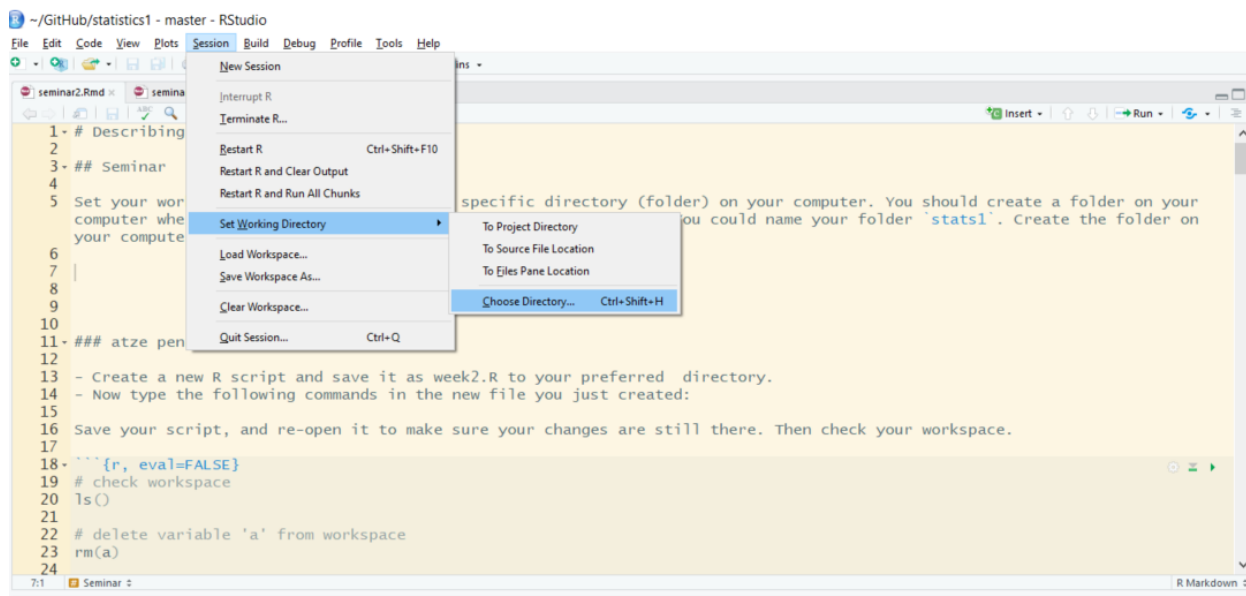 ~/GitHub/statistics1 - master - RStudio
File Edit Code View Plots Session Build Debug Profile Tools Help
New Session
Interrupt R
Terminate R...
Restart R Ctrl+Shift+F10
Restart R and Clear Output
Restart R and Run All Chunks
Set Working Directory
Load Workspace...
Save Workspace As...
Clear Workspace...
Quit Session... Ctrl+Q
To Project Directory
To Source File Location
To Files Pane Location
Choose Directory... Ctrl+Shift+H
ins
seminar2.Rmd × semina
ABC Insert Run
1 # Describing
2
3 ## Seminar
4
5 Set your wor specific directory (folder) on your computer. You should create a folder on your
computer whe ou could name your folder `stats1`. Create the folder on
your compute
6
7
8
9
10
11 ### atze pen
12
13 - Create a new R script and save it as week2.R to your preferred directory.
14 - Now type the following commands in the new file you just created:
15
16 Save your script, and re-open it to make sure your changes are still there. Then check your workspace.
17
18 ```{r, eval=FALSE}
19 # check workspace
20 ls()
21
22 # delete variable 'a' from workspace
23 rm(a)
24
7:1 # Seminar R Markdown